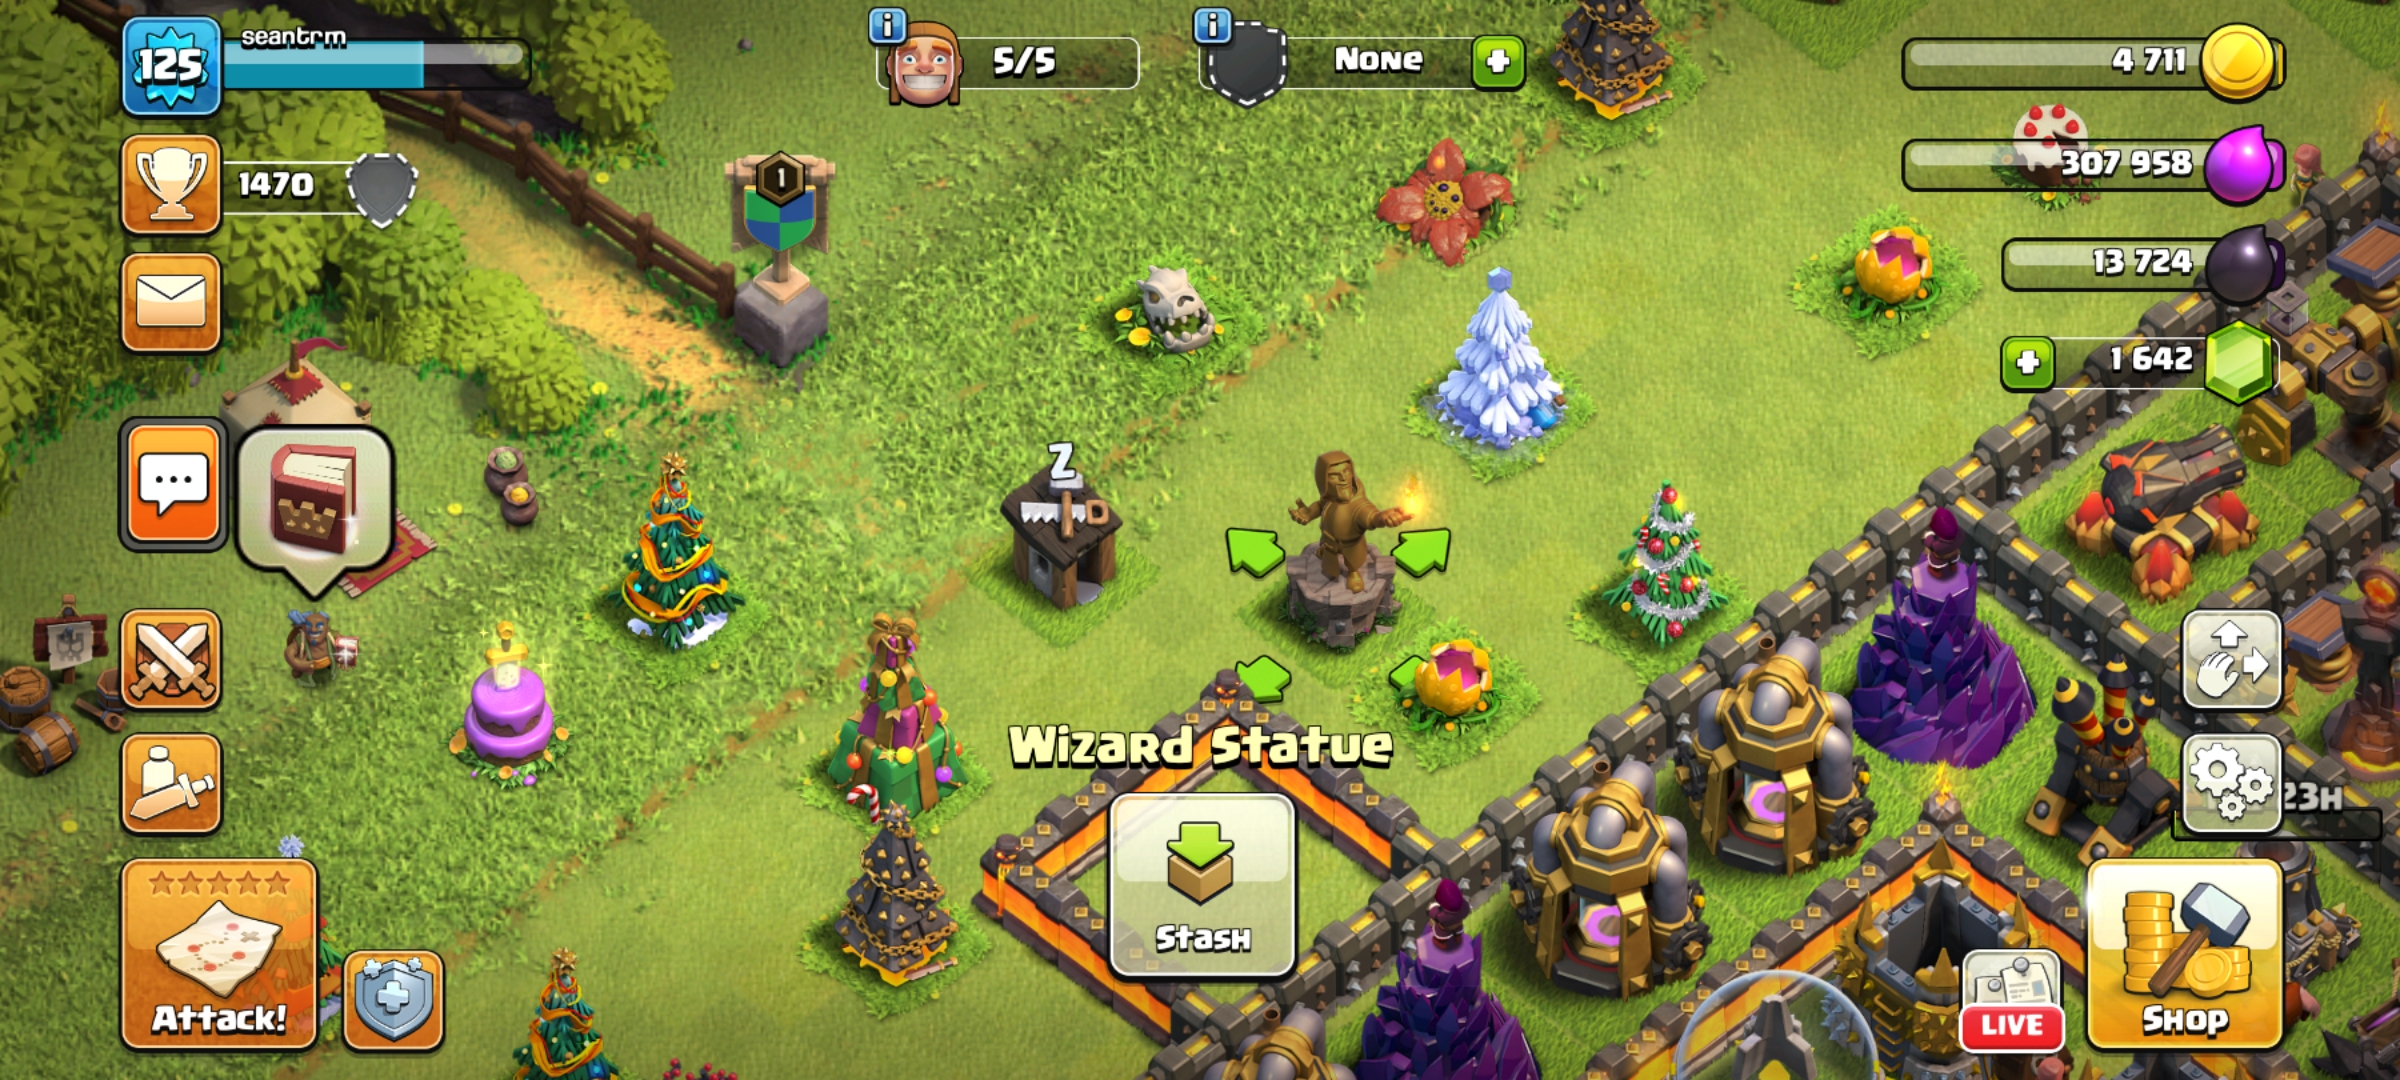 125
seantrm
5/5
None
4 711
1470
1
307 958
13 724
1 642
Z
Wizard Statue
Stash
23H
Attack!
LIVE
Shop